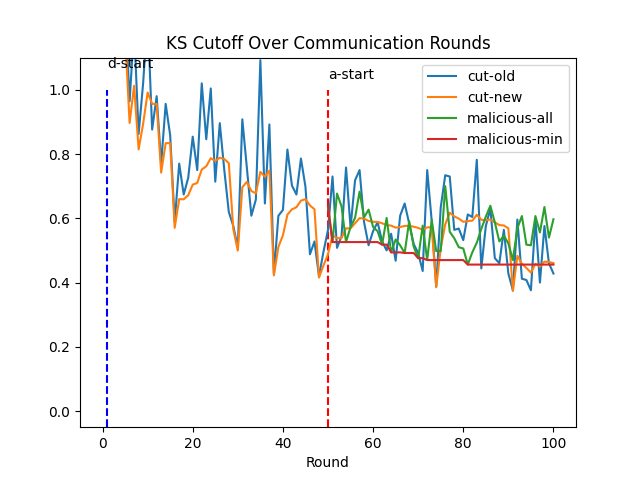 KS Cutoff Over Communication Rounds
d-start
a-start
cut-old
cut-new
malicious-all
malicious-min
1.0
0.8
0.6
0.4
0.2
0.0
0
20
40
60
80
100
Round